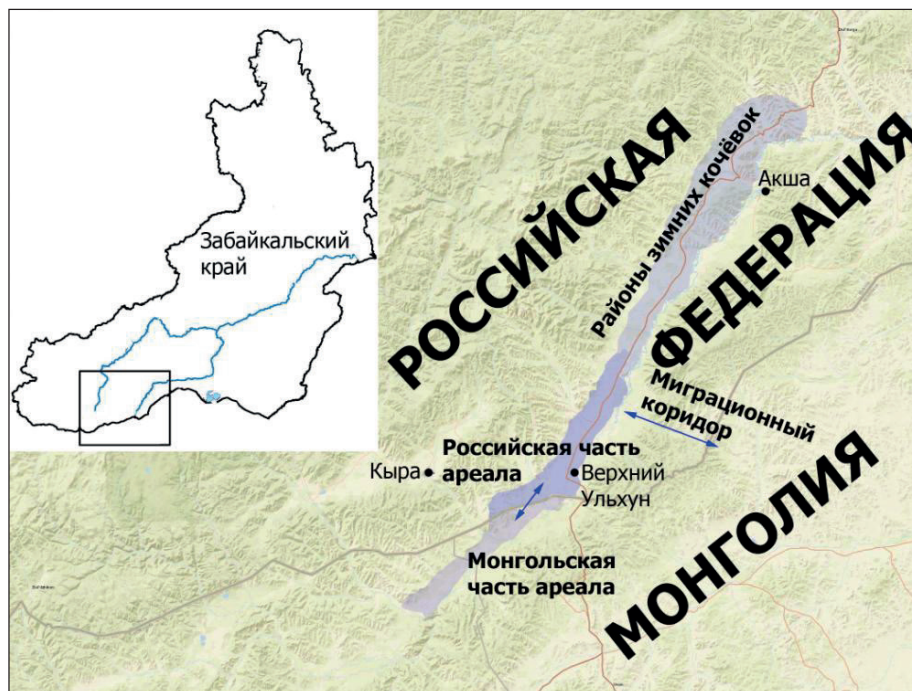 Забайкальский
край
РОССИЙСКАЯ
ФЕДЕРАЦИЯ
Районы зимних кочёвок
Акша
Миграционный
коридор
Российская часть
ареала
Кыра
Верхний
Ульхун
Монгольская
часть ареала
МОНГОЛИЯ